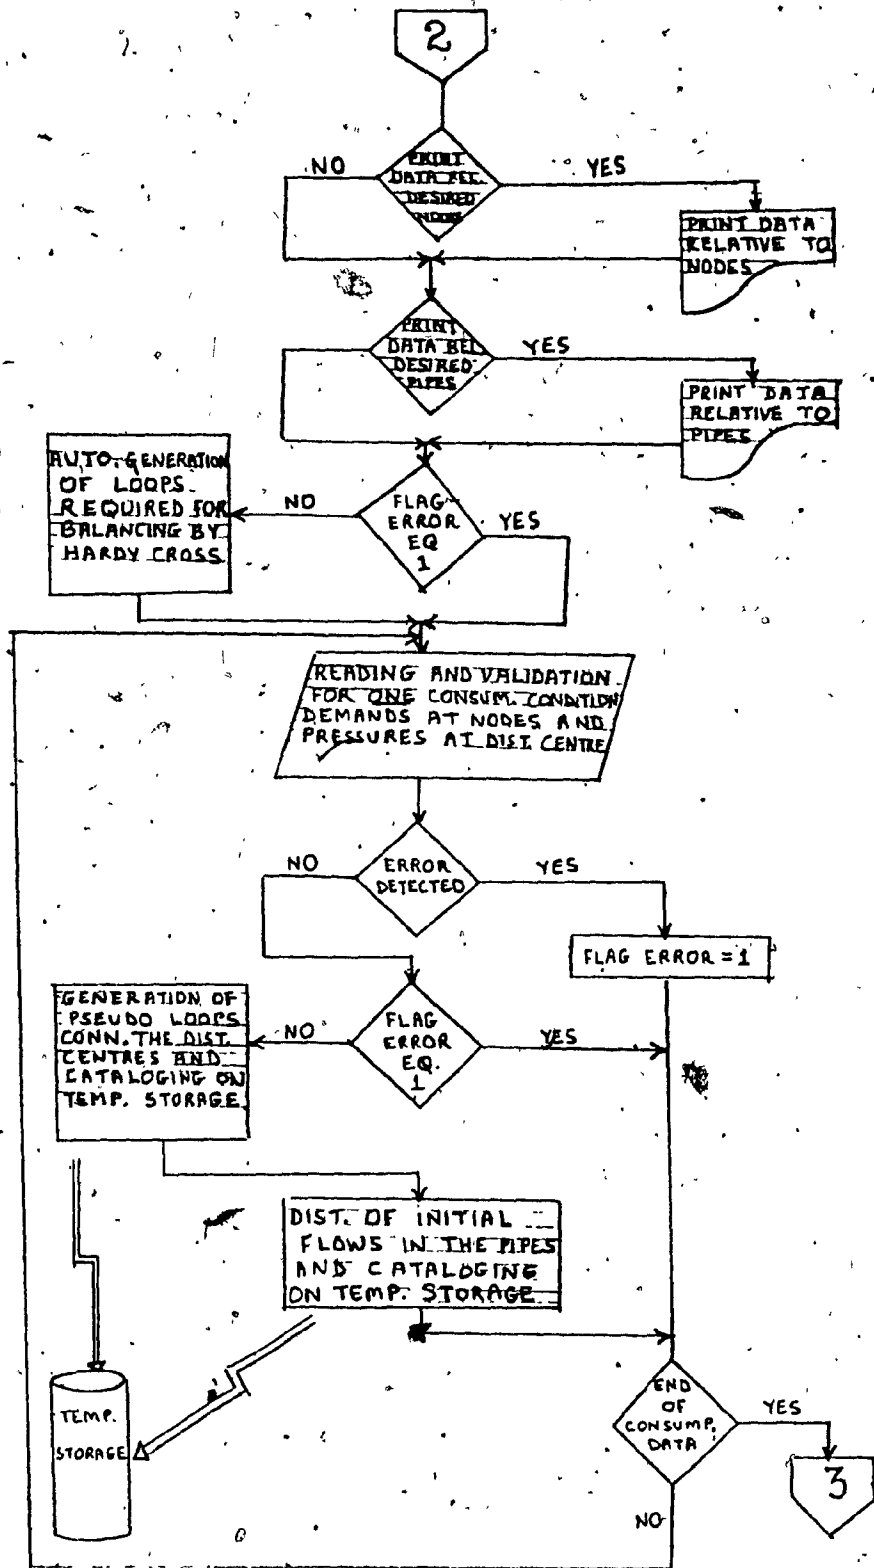 2
PRINT
DATA REL.
DESIRED
NODE
NO
YES
PRINT DATA
RELATIVE TO
NODES
PRINT
DATA REL
DESIRED
PIPES
YES
PRINT DATA
RELATIVE TO
PIPES
AUTO-GENERATION
OF LOOPS
REQUIRED FOR
BALANCING BY
HARDY CROSS
NO
FLAG
ERROR
EQ
1
YES
READING AND VALIDATION
FOR ONE CONSUM. CONDITION
DEMANDS AT NODES AND
PRESSURES AT DIST. CENTRE
NO
ERROR
DETECTED
YES
FLAG ERROR = 1
GENERATION OF
PSEUDO LOOPS
CONN. THE DIST.
CENTRES AND
CATALOGING ON
TEMP. STORAGE
NO
FLAG
ERROR
EQ.
1
YES
DIST. OF INITIAL
FLOWS IN THE PIPES
AND CATALOGING
ON TEMP. STORAGE
TEMP.
STORAGE
END
OF
CONSUMP.
DATA
YES
3
NO